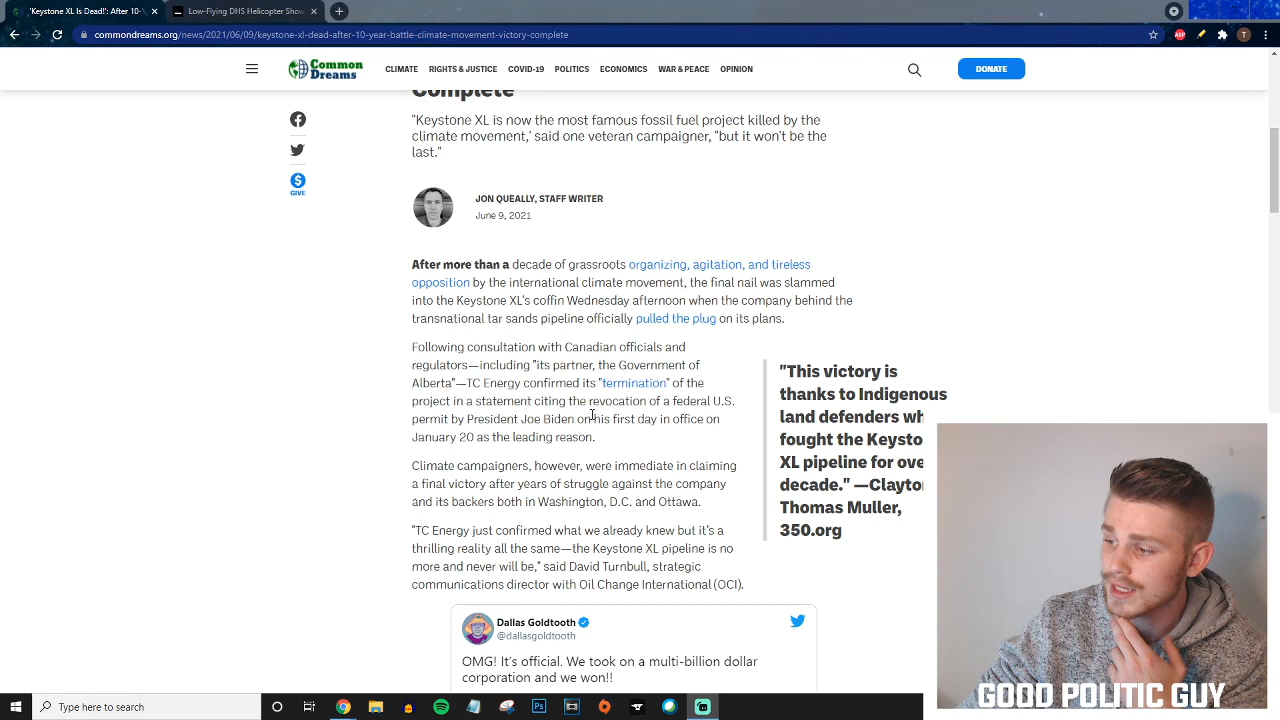 'Keystone XL Is Dead!': After 10-
Low-Flying DHS Helicopter Show
commondreams.org/news/2021/06/09/keystone-xl-dead-after-10-year-battle-climate-movement-victory-complete
ABP
T
Common Dreams
CLIMATE RIGHTS & JUSTICE COVID-19 POLITICS ECONOMICS WAR & PEACE OPINION
DONATE
Complete
"Keystone XL is now the most famous fossil fuel project killed by the
climate movement,' said one veteran campaigner, "but it won't be the
last."
GIVE
JON QUEALLY, STAFF WRITER
June 9, 2021
After more than a decade of grassroots organizing, agitation, and tireless
opposition by the international climate movement, the final nail was slammed
into the Keystone XL's coffin Wednesday afternoon when the company behind the
transnational tar sands pipeline officially pulled the plug on its plans.
Following consultation with Canadian officials and
regulators—including "its partner, the Government of
Alberta"—TC Energy confirmed its "termination" of the
project in a statement citing the revocation of a federal U.S.
permit by President Joe Biden on his first day in office on
January 20 as the leading reason.
Climate campaigners, however, were immediate in claiming
a final victory after years of struggle against the company
and its backers both in Washington, D.C. and Ottawa.
"TC Energy just confirmed what we already knew but it's a
thrilling reality all the same—the Keystone XL pipeline is no
more and never will be," said David Turnbull, strategic
communications director with Oil Change International (OCI).
"This victory is
thanks to Indigenous
land defenders wh
fought the Keysto
XL pipeline for ove
decade." —Clayto
Thomas Muller,
350.org
Dallas Goldtooth
@dallasgoldtooth
OMG! It's official. We took on a multi-billion dollar
corporation and we won!!
Type here to search
Ps
GOOD POLITIC GUY